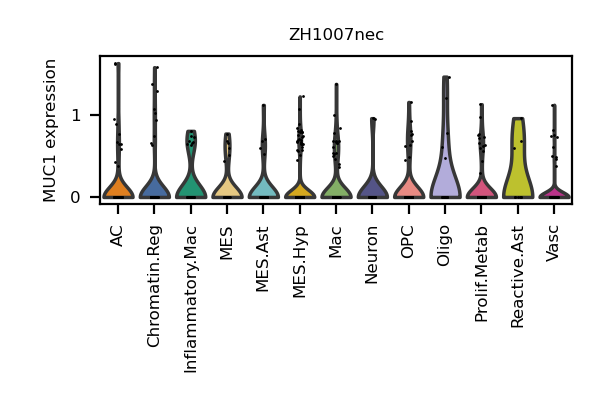 ZH1007nec
MUC1 expression
1
0
AC
Chromatin.Reg
Inflammatory.Mac
MES
MES.Ast
MES.Hyp
Mac
Neuron
OPC
Oligo
Prolif.Metab
Reactive.Ast
Vasc